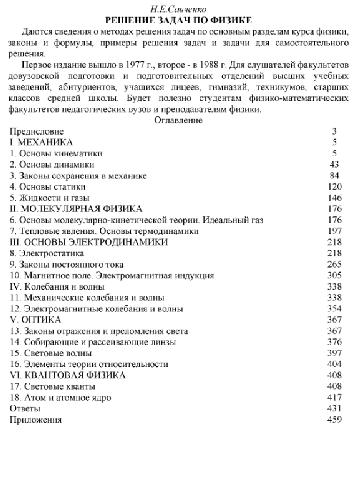 Н.Е.Савченко
РЕШЕНИЕ ЗАДАЧ ПО ФИЗИКЕ
Даются сведения о методах решения задач по основным разделам курса физики,
законы и формулы, примеры решения задач и задачи для самостоятельного
решения.
Первое издание вышло в 1977 г., второе - в 1988 г. Для слушателей факультетов
довузовской подготовки и подготовительных отделений высших учебных
заведений, абитуриентов, учащихся лицеев, гимназий, техникумов, старших
классов средней школы. Будет полезно студентам физико-математических
факультетов педагогических вузов и преподавателям физики.
Оглавление
Предисловие 3
I. МЕХАНИКА 5
1. Основы кинематики 5
2. Основы динамики 43
3. Законы сохранения в механике 84
4. Основы статики 120
5. Жидкости и газы 146
II. МОЛЕКУЛЯРНАЯ ФИЗИКА 176
6. Основы молекулярно-кинетической теории. Идеальный газ 176
7. Тепловые явления. Основы термодинамики 197
III. ОСНОВЫ ЭЛЕКТРОДИНАМИКИ 218
8. Электростатика 218
9. Законы постоянного тока 265
10. Магнитное поле. Электромагнитная индукция 305
IV. Колебания и волны 338
11. Механические колебания и волны 338
12. Электромагнитные колебания и волны 354
V. ОПТИКА 367
13. Законы отражения и преломления света 367
14. Собирающие и рассеивающие линзы 376
15. Световые волны 397
16. Элементы теории относительности 404
VI. КВАНТОВАЯ ФИЗИКА 408
17. Световые кванты 408
18. Атом и атомное ядро 417
Ответы 431
Приложения 459